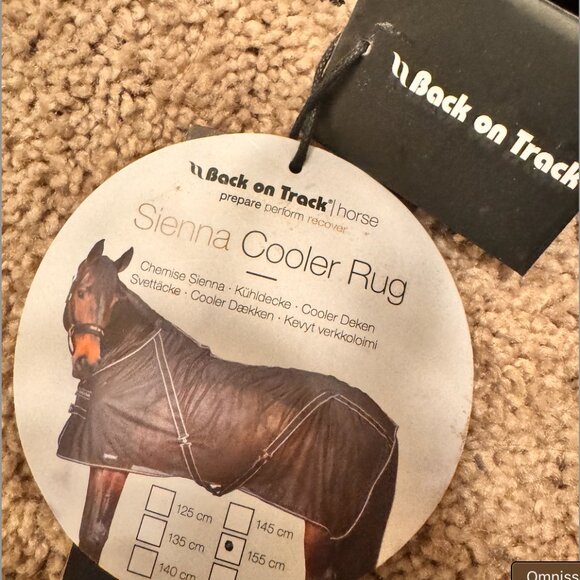 Back on Track
Back on Track® | horse
prepare perform recover
Sienna Cooler Rug
Chemise Sienna · Kühldecke · Cooler Deken
Svettäcke · Cooler Dækken · Kevyt verkkoloimi
125 cm
145 cm
135 cm
155 cm
140 cm
Omniss